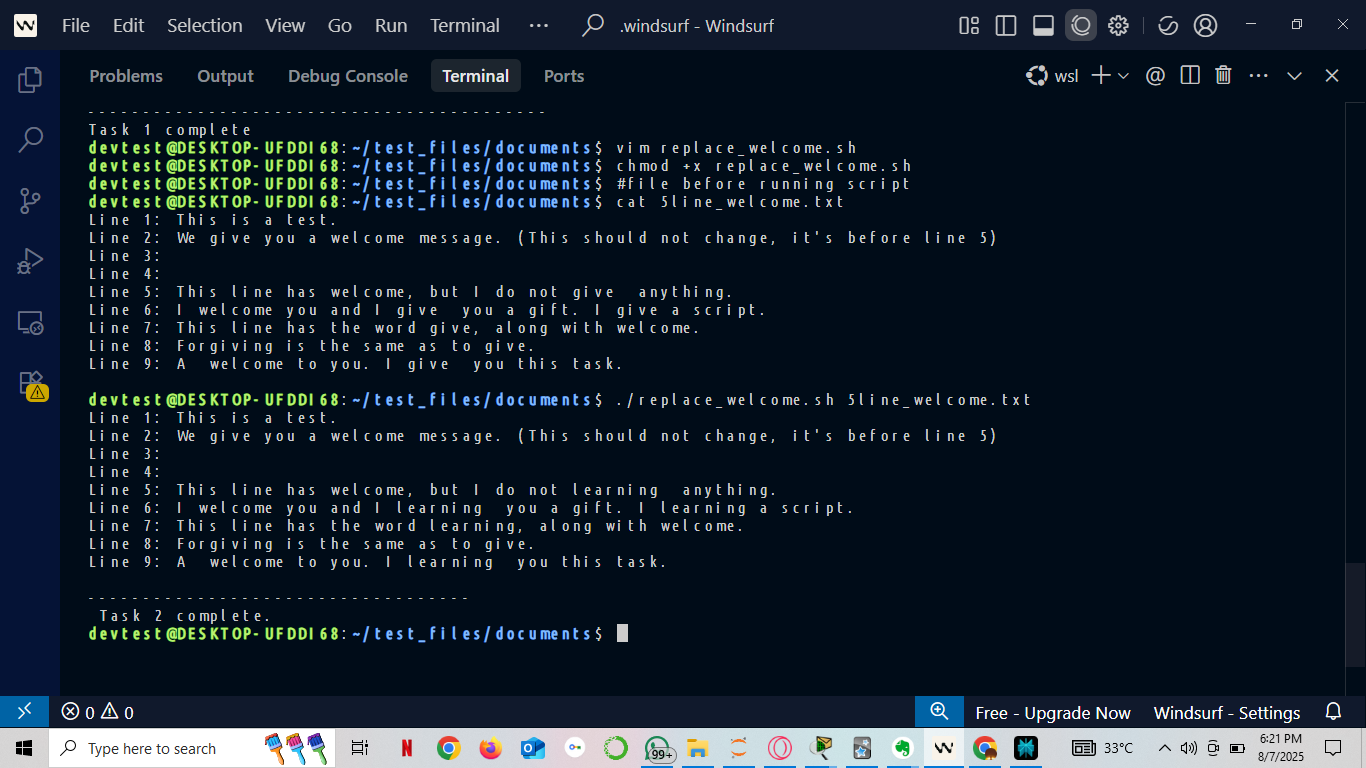 File Edit Selection View Go Run Terminal ··· .windsurf - Windsurf
Problems Output Debug Console Terminal Ports wsl
-----------------------------------------
Task 1 complete
devtest@DESKTOP-UFDDI68:~/test_files/documents$ vim replace_welcome.sh
devtest@DESKTOP-UFDDI68:~/test_files/documents$ chmod +x replace_welcome.sh
devtest@DESKTOP-UFDDI68:~/test_files/documents$ #file before running script
devtest@DESKTOP-UFDDI68:~/test_files/documents$ cat 5line_welcome.txt
Line 1: This is a test.
Line 2: We give you a welcome message. (This should not change, it's before line 5)
Line 3:
Line 4:
Line 5: This line has welcome, but I do not give  anything.
Line 6: I welcome you and I give  you a gift. I give a script.
Line 7: This line has the word give, along with welcome.
Line 8: Forgiving is the same as to give.
Line 9: A  welcome to you. I give  you this task.
devtest@DESKTOP-UFDDI68:~/test_files/documents$ ./replace_welcome.sh 5line_welcome.txt
Line 1: This is a test.
Line 2: We give you a welcome message. (This should not change, it's before line 5)
Line 3:
Line 4:
Line 5: This line has welcome, but I do not learning  anything.
Line 6: I welcome you and I learning  you a gift. I learning a script.
Line 7: This line has the word learning, along with welcome.
Line 8: Forgiving is the same as to give.
Line 9: A  welcome to you. I learning  you this task.
-----------------------------------
 Task 2 complete.
devtest@DESKTOP-UFDDI68:~/test_files/documents$
0 0 Free - Upgrade Now Windsurf - Settings
Type here to search 99+ 33°C 6:21 PM
8/7/2025